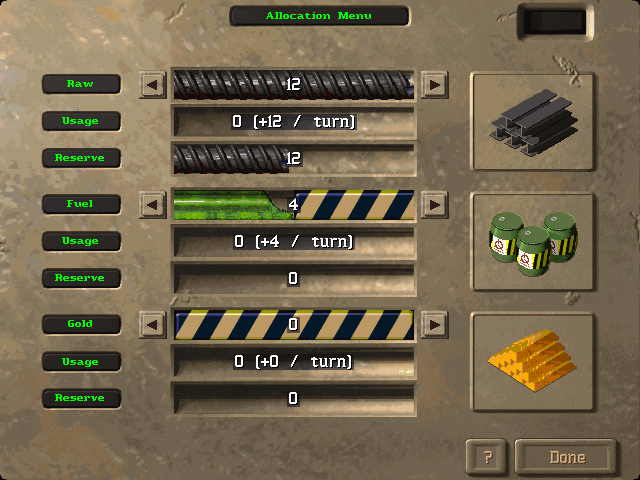 Allocation Menu
Raw 12
Usage 0 (+12 / turn)
Reserve 12
Fuel 4
Usage 0 (+4 / turn)
Reserve 0
Gold 0
Usage 0 (+0 / turn)
Reserve 0
? Done